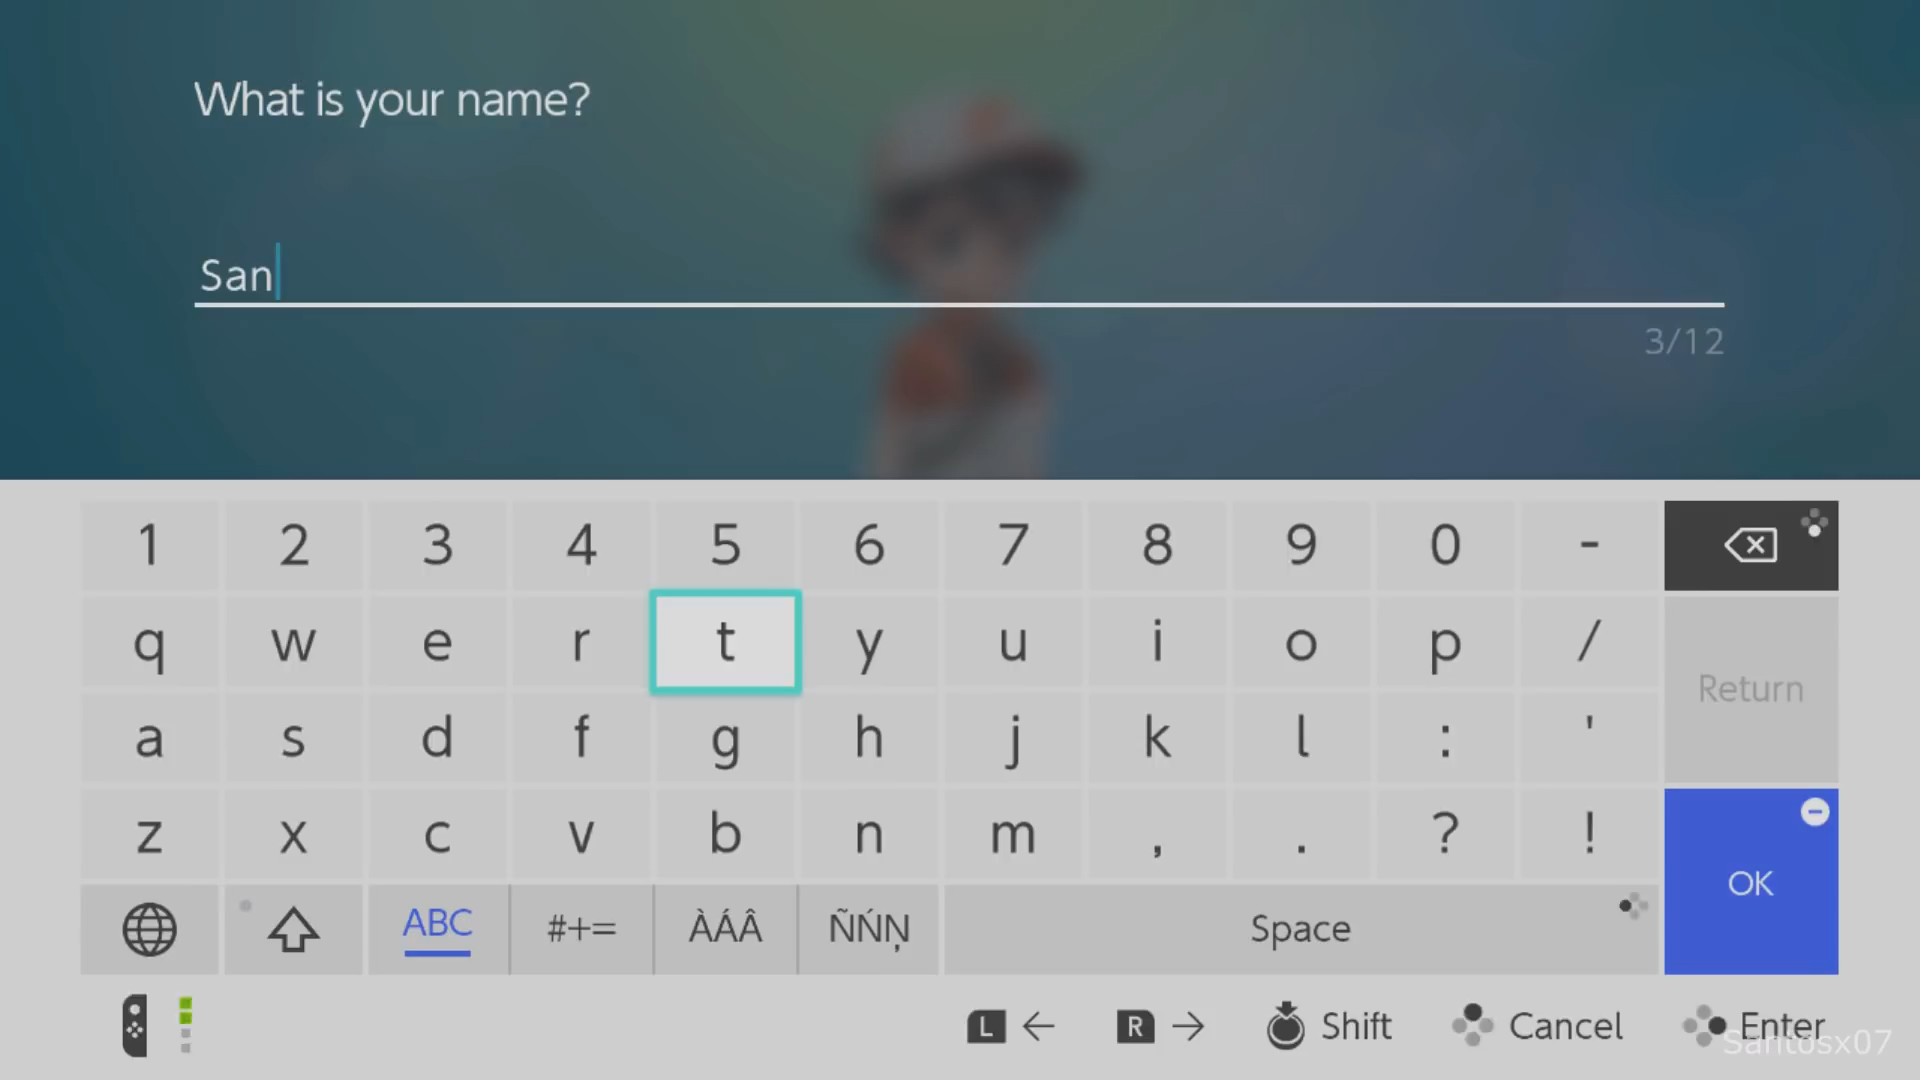 What is your name?
San
3/12
1 2 3 4 5 6 7 8 9 0 -
q w e r t y u i o p /
Return
a s d f g h j k l : '
z x c v b n m , . ? !
OK
ABC #+= ÀÁÂ ÑŃŅ Space
L ← R → Shift Cancel Enter
Santosx07